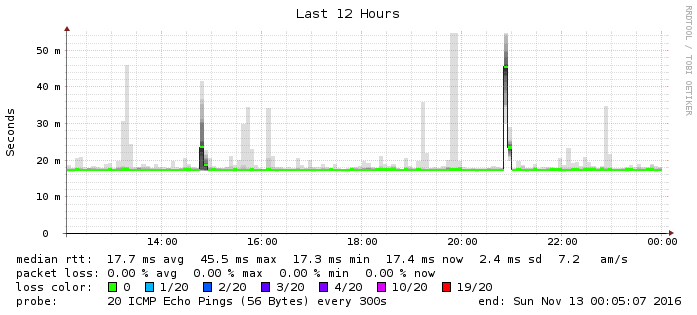 Last 12 Hours
RRDTOOL / TOBI OETIKER
Seconds
50 m
40 m
30 m
20 m
10 m
0
14:00 16:00 18:00 20:00 22:00 00:00
median rtt: 17.7 ms avg 45.5 ms max 17.3 ms min 17.4 ms now 2.4 ms sd 7.2 am/s
packet loss: 0.00 % avg 0.00 % max 0.00 % min 0.00 % now
loss color: 0 1/20 2/20 3/20 4/20 10/20 19/20
probe: 20 ICMP Echo Pings (56 Bytes) every 300s end: Sun Nov 13 00:05:07 2016